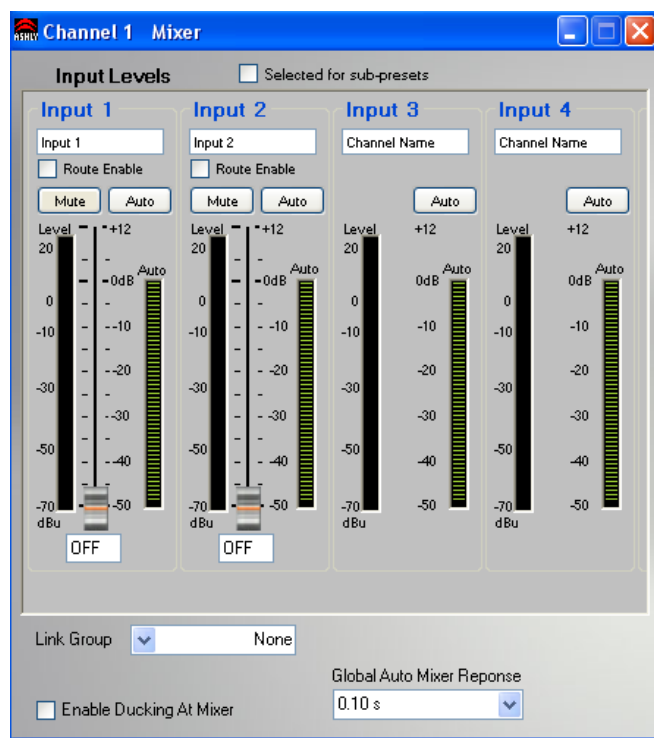 ASHLY Channel 1 Mixer
Input Levels Selected for sub-presets
Input 1 Input 2 Input 3 Input 4
Input 1 Input 2 Channel Name Channel Name
Route Enable Route Enable
Mute Auto Mute Auto Auto Auto
Level +12 Level +12 Level +12 Level +12
20 20 20 20
Auto Auto Auto Auto
-0dB -0dB 0dB 0dB
0 0 0 0
-10 -10 -10 -10 -10 -10 -10 -10
-20 -20 -20 -20
-30 -30 -30 -30
-30 -30 -30 -30
-50 -50 -50 -50
-40 -40 -40 -40
-70 -50 -70 -50 -70 -50 -70 -50
dBu dBu dBu dBu
OFF OFF
Link Group None
Global Auto Mixer Reponse
0.10 s
Enable Ducking At Mixer